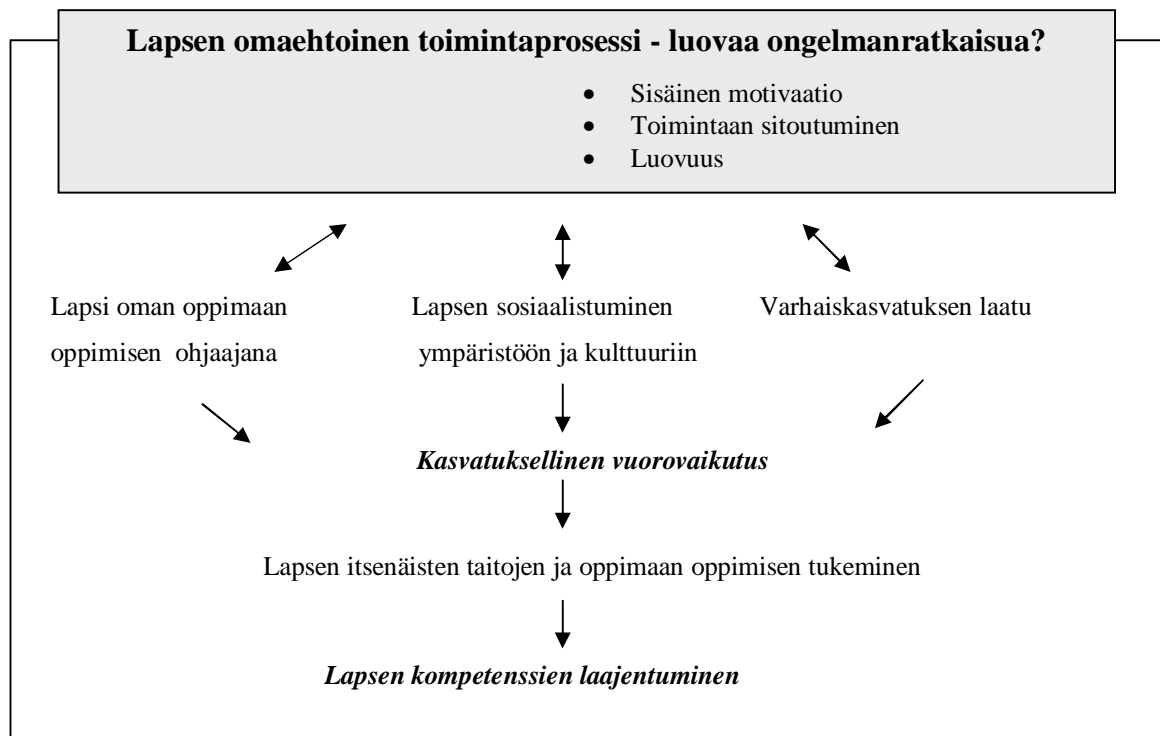 Lapsen omaehtoinen toimintaprosessi - luovaa ongelmanratkaisua?
• Sisäinen motivaatio
• Toimintaan sitoutuminen
• Luovuus
Lapsi oman oppimaan
oppimisen ohjaajana
Lapsen sosiaalistuminen
ympäristöön ja kulttuuriin
Varhaiskasvatuksen laatu
Kasvatuksellinen vuorovaikutus
Lapsen itsenäisten taitojen ja oppimaan oppimisen tukeminen
Lapsen kompetenssien laajentuminen